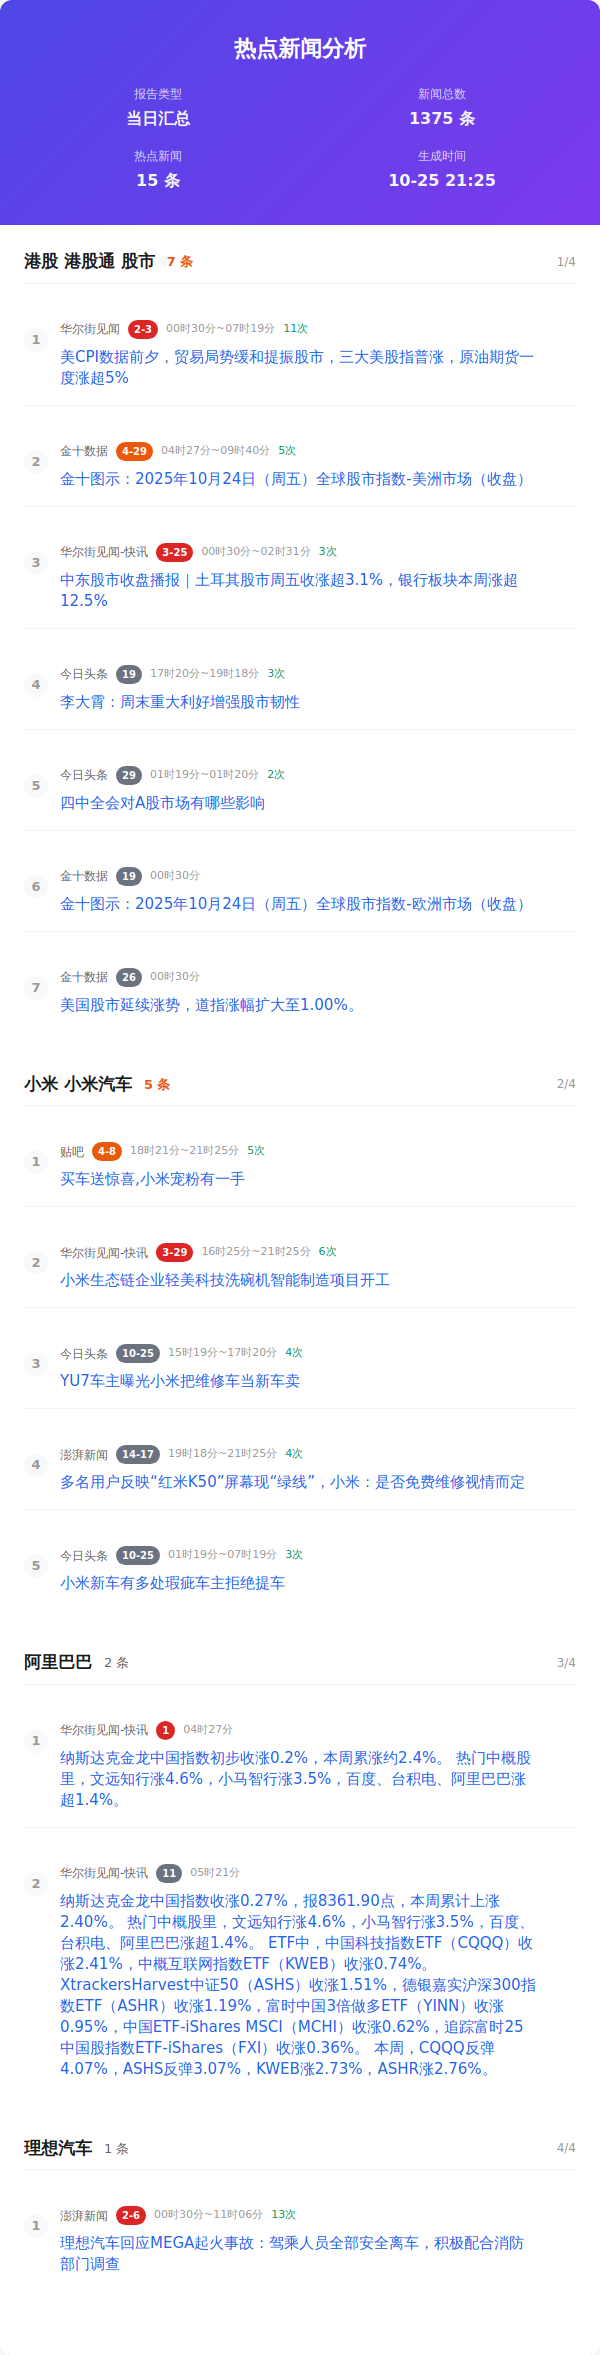 热点新闻分析
报告类型
新闻总数
当日汇总
1375 条
热点新闻
生成时间
15 条
10-25 21:25
港股 港股通 股市 7 条 1/4
1
华尔街见闻 2-3 00时30分~07时19分 11次
美CPI数据前夕，贸易局势缓和提振股市，三大美股指普涨，原油期货一
度涨超5%
2
金十数据 4-29 04时27分~09时40分 5次
金十图示：2025年10月24日（周五）全球股市指数-美洲市场（收盘）
3
华尔街见闻-快讯 3-25 00时30分~02时31分 3次
中东股市收盘播报｜土耳其股市周五收涨超3.1%，银行板块本周涨超
12.5%
4
今日头条 19 17时20分~19时18分 3次
李大霄：周末重大利好增强股市韧性
5
今日头条 29 01时19分~01时20分 2次
四中全会对A股市场有哪些影响
6
金十数据 19 00时30分
金十图示：2025年10月24日（周五）全球股市指数-欧洲市场（收盘）
7
金十数据 26 00时30分
美国股市延续涨势，道指涨幅扩大至1.00%。
小米 小米汽车 5 条 2/4
1
贴吧 4-8 18时21分~21时25分 5次
买车送惊喜,小米宠粉有一手
2
华尔街见闻-快讯 3-29 16时25分~21时25分 6次
小米生态链企业轻美科技洗碗机智能制造项目开工
3
今日头条 10-25 15时19分~17时20分 4次
YU7车主曝光小米把维修车当新车卖
4
澎湃新闻 14-17 19时18分~21时25分 4次
多名用户反映“红米K50”屏幕现“绿线”，小米：是否免费维修视情而定
5
今日头条 10-25 01时19分~07时19分 3次
小米新车有多处瑕疵车主拒绝提车
阿里巴巴 2 条 3/4
1
华尔街见闻-快讯 1 04时27分
纳斯达克金龙中国指数初步收涨0.2%，本周累涨约2.4%。 热门中概股
里，文远知行涨4.6%，小马智行涨3.5%，百度、台积电、阿里巴巴涨
超1.4%。
2
华尔街见闻-快讯 11 05时21分
纳斯达克金龙中国指数收涨0.27%，报8361.90点，本周累计上涨
2.40%。 热门中概股里，文远知行涨4.6%，小马智行涨3.5%，百度、
台积电、阿里巴巴涨超1.4%。 ETF中，中国科技指数ETF（CQQQ）收
涨2.41%，中概互联网指数ETF（KWEB）收涨0.74%。
XtrackersHarvest中证50（ASHS）收涨1.51%，德银嘉实沪深300指
数ETF（ASHR）收涨1.19%，富时中国3倍做多ETF（YINN）收涨
0.95%，中国ETF-iShares MSCI（MCHI）收涨0.62%，追踪富时25
中国股指数ETF-iShares（FXI）收涨0.36%。 本周，CQQQ反弹
4.07%，ASHS反弹3.07%，KWEB涨2.73%，ASHR涨2.76%。
理想汽车 1 条 4/4
1
澎湃新闻 2-6 00时30分~11时06分 13次
理想汽车回应MEGA起火事故：驾乘人员全部安全离车，积极配合消防
部门调查